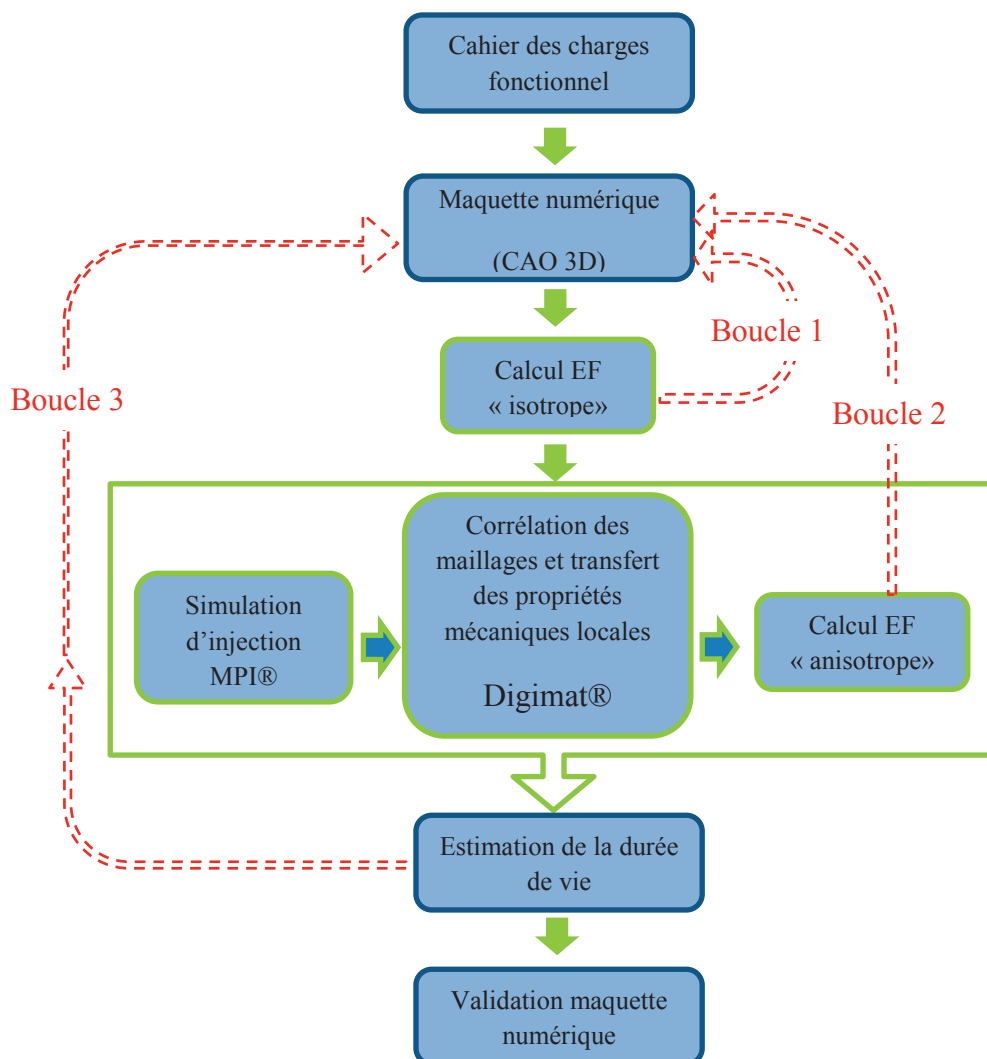 Cahier des charges
fonctionnel
Maquette numérique
(CAO 3D)
Boucle 1
Calcul EF
« isotrope»
Boucle 3
Boucle 2
Corrélation des
maillages et transfert
des propriétés
mécaniques locales
Digimat®
Simulation
d’injection
MPI®
Calcul EF
« anisotrope»
Estimation de la durée
de vie
Validation maquette
numérique